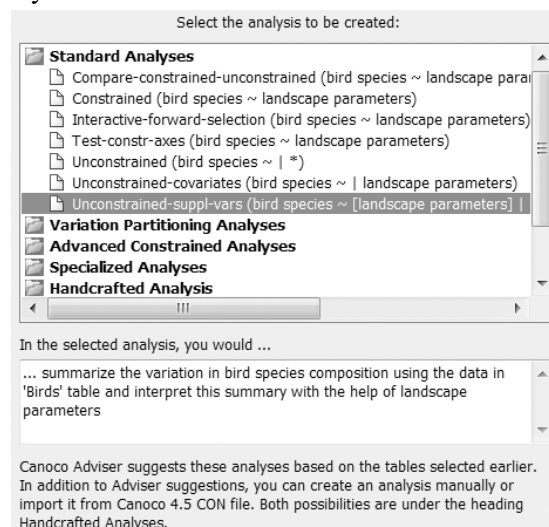 Select the analysis to be created:
Standard Analyses
Compare-constrained-unconstrained (bird species ~ landscape parar
Constrained (bird species ~ landscape parameters)
Interactive-forward-selection (bird species ~ landscape parameters)
Test-constr-axes (bird species ~ landscape parameters)
Unconstrained (bird species ~ | *)
Unconstrained-covariates (bird species ~ | landscape parameters)
Unconstrained-suppl-vars (bird species ~ [landscape parameters] |
Variation Partitioning Analyses
Advanced Constrained Analyses
Specialized Analyses
Handcrafted Analysis
In the selected analysis, you would ...
... summarize the variation in bird species composition using the data in
'Birds' table and interpret this summary with the help of landscape
parameters
Canoco Adviser suggests these analyses based on the tables selected earlier.
In addition to Adviser suggestions, you can create an analysis manually or
import it from Canoco 4.5 CON file. Both possibilities are under the heading
Handcrafted Analyses.